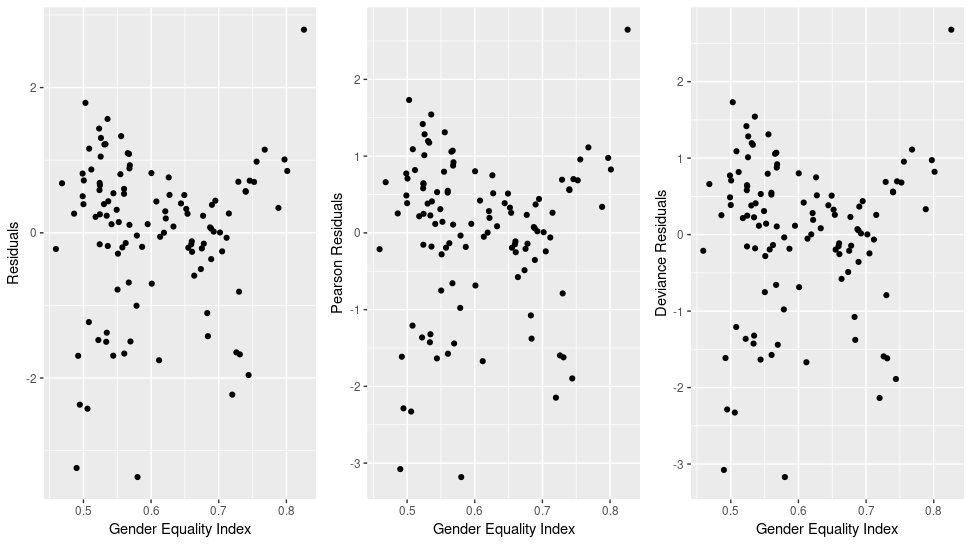 Residuals
2
0
-2
0.5 0.6 0.7 0.8
Gender Equality Index
Pearson Residuals
2
1
0
-1
-2
-3
0.5 0.6 0.7 0.8
Gender Equality Index
Deviance Residuals
2
1
0
-1
-2
-3
0.5 0.6 0.7 0.8
Gender Equality Index